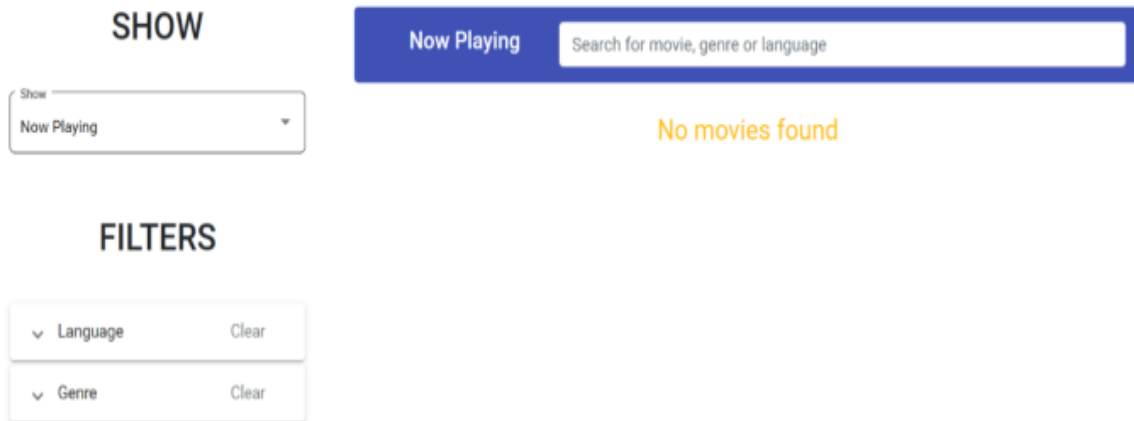 SHOW
Show
Now Playing
FILTERS
Language Clear
Genre Clear
Now Playing Search for movie, genre or language
No movies found